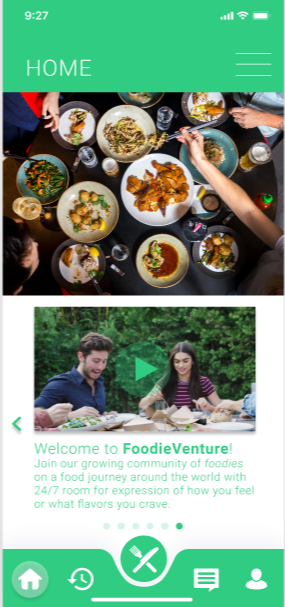 9:27
HOME
Welcome to FoodieVenture!
Join our growing community of foodies
on a food journey around the world with
24/7 room for expression of how you feel
or what flavors you crave.